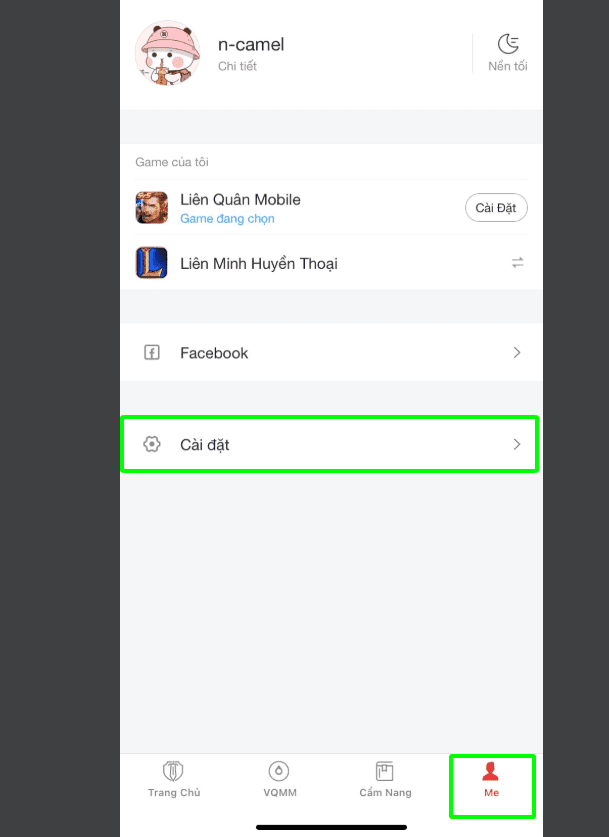 n-camel
Chi tiết
Nền tối
Game của tôi
Liên Quân Mobile
Game đang chọn
Cài Đặt
Liên Minh Huyền Thoại
Facebook
Cài đặt
Trang Chủ
VQMM
Cẩm Nang
Me